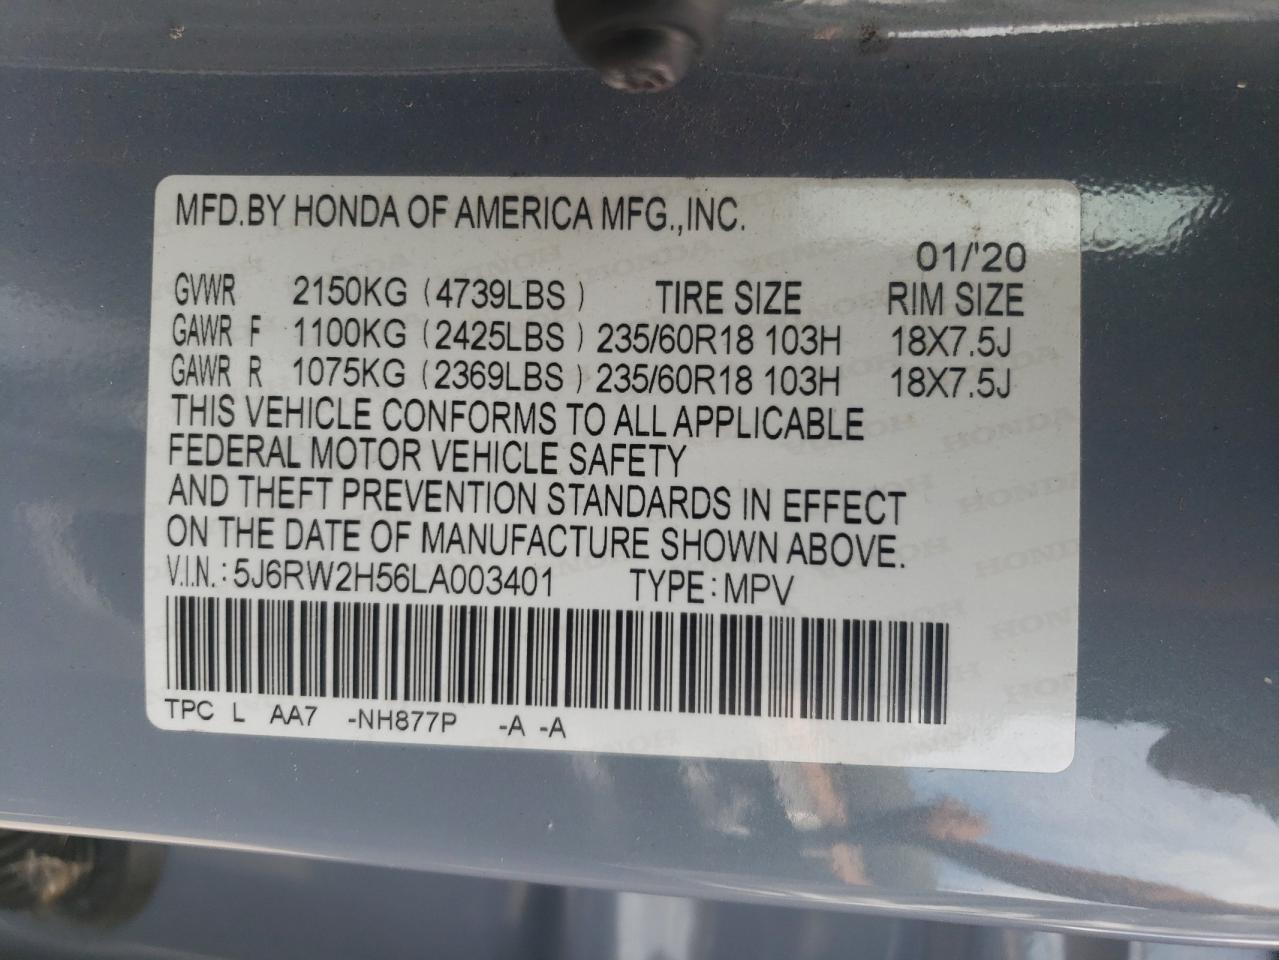 MFD.BY HONDA OF AMERICA MFG.,INC.
01/'20
GVWR 2150KG (4739LBS ) TIRE SIZE RIM SIZE
GAWR F 1100KG (2425LBS ) 235/60R18 103H 18X7.5J
GAWR R 1075KG (2369LBS ) 235/60R18 103H 18X7.5J
THIS VEHICLE CONFORMS TO ALL APPLICABLE
FEDERAL MOTOR VEHICLE SAFETY
AND THEFT PREVENTION STANDARDS IN EFFECT
ON THE DATE OF MANUFACTURE SHOWN ABOVE.
V.I.N.: 5J6RW2H56LA003401 TYPE: MPV
TPC L AA7 -NH877P -A -A